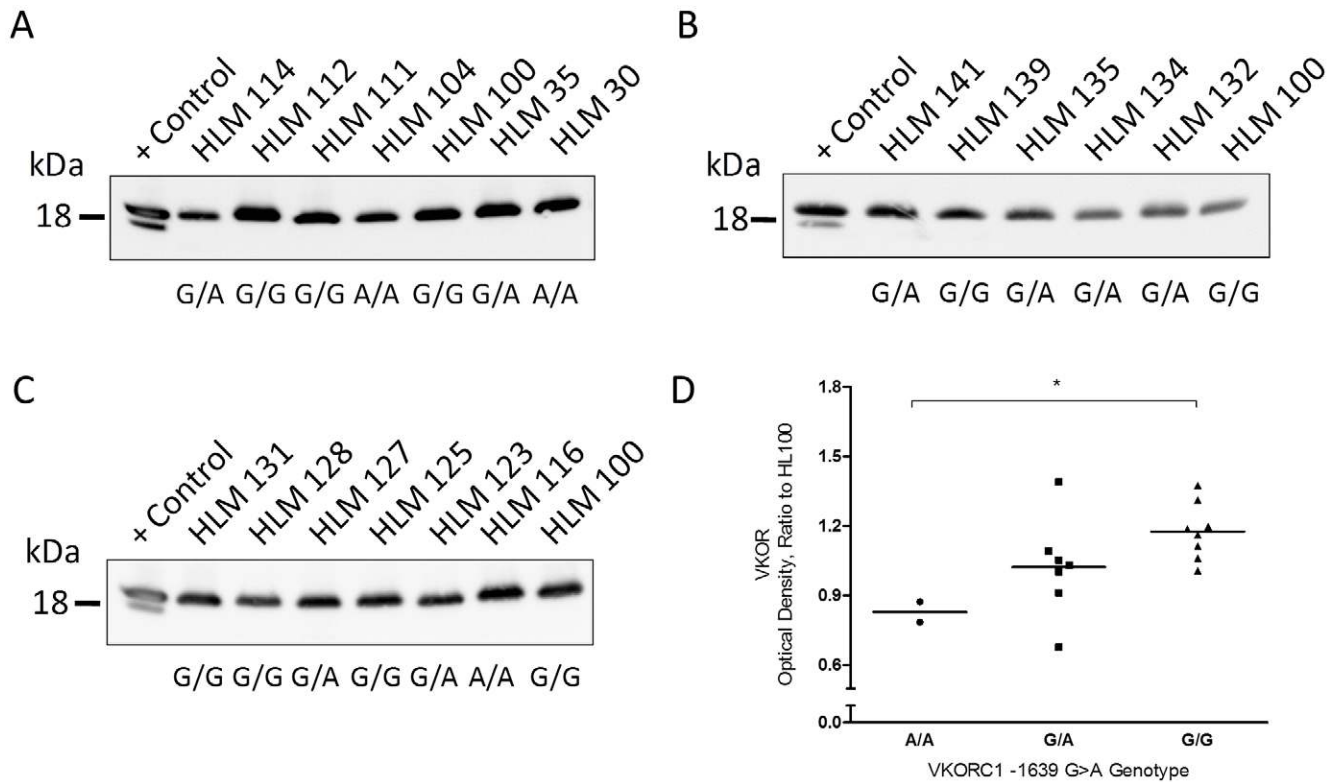 A
+ Control
HLM 114
HLM 112
HLM 111
HLM 104
HLM 100
HLM 35
HLM 30
kDa
18
G/A G/G G/G A/A G/G G/A A/A
B
+ Control
HLM 141
HLM 139
HLM 135
HLM 134
HLM 132
HLM 100
kDa
18
G/A G/G G/A G/A G/A G/G
C
+ Control
HLM 131
HLM 128
HLM 127
HLM 125
HLM 123
HLM 116
HLM 100
kDa
18
G/G G/G G/A G/G G/A A/A G/G
D
*
1.8
1.5
1.2
0.9
0.6
0.0
VKOR
Optical Density, Ratio to HL100
A/A G/A G/G
VKORC1 -1639 G>A Genotype